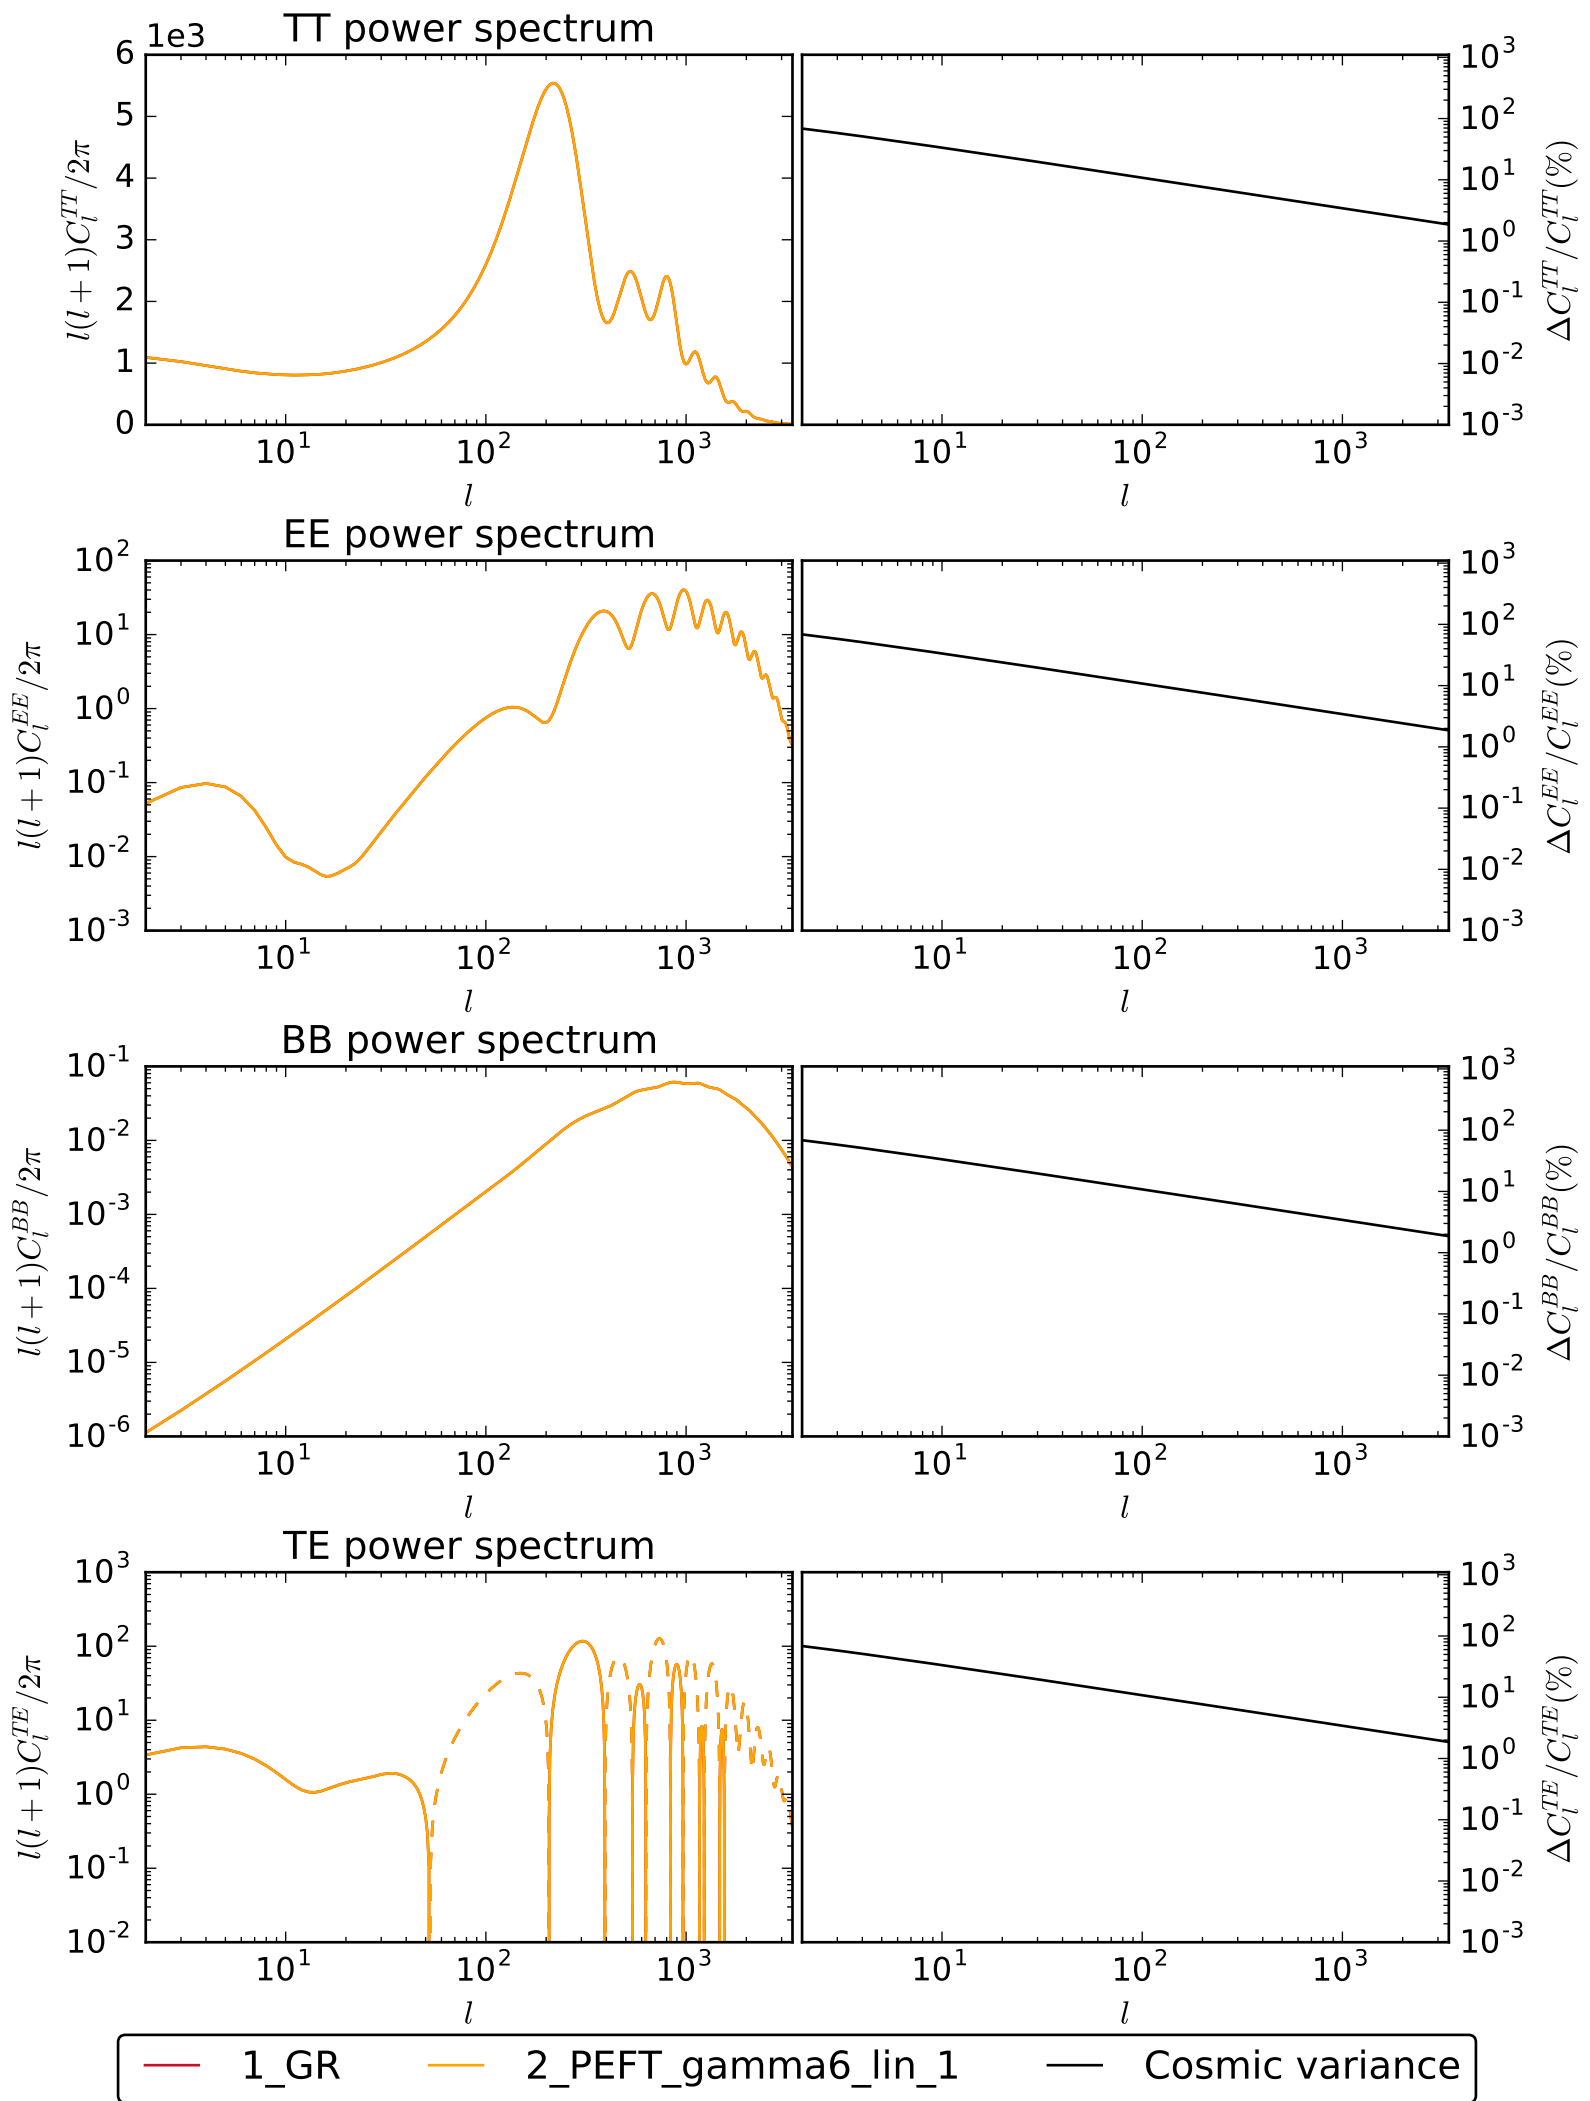 TT power spectrum
1e3
6
5
4
3
2
1
0
l(l+1)C_l^{TT}/2π
10^1 10^2 10^3
l
10^3
10^2
10^1
10^0
10^-1
10^-2
10^-3
ΔC_l^{TT}/C_l^{TT}(%)
10^1 10^2 10^3
l
EE power spectrum
10^2
10^1
10^0
10^-1
10^-2
10^-3
l(l+1)C_l^{EE}/2π
10^1 10^2 10^3
l
10^3
10^2
10^1
10^0
10^-1
10^-2
10^-3
ΔC_l^{EE}/C_l^{EE}(%)
10^1 10^2 10^3
l
BB power spectrum
10^-1
10^-2
10^-3
10^-4
10^-5
10^-6
l(l+1)C_l^{BB}/2π
10^1 10^2 10^3
l
10^3
10^2
10^1
10^0
10^-1
10^-2
10^-3
ΔC_l^{BB}/C_l^{BB}(%)
10^1 10^2 10^3
l
TE power spectrum
10^3
10^2
10^1
10^0
10^-1
10^-2
l(l+1)C_l^{TE}/2π
10^1 10^2 10^3
l
10^3
10^2
10^1
10^0
10^-1
10^-2
10^-3
ΔC_l^{TE}/C_l^{TE}(%)
10^1 10^2 10^3
l
1_GR 2_PEFT_gamma6_lin_1 Cosmic variance